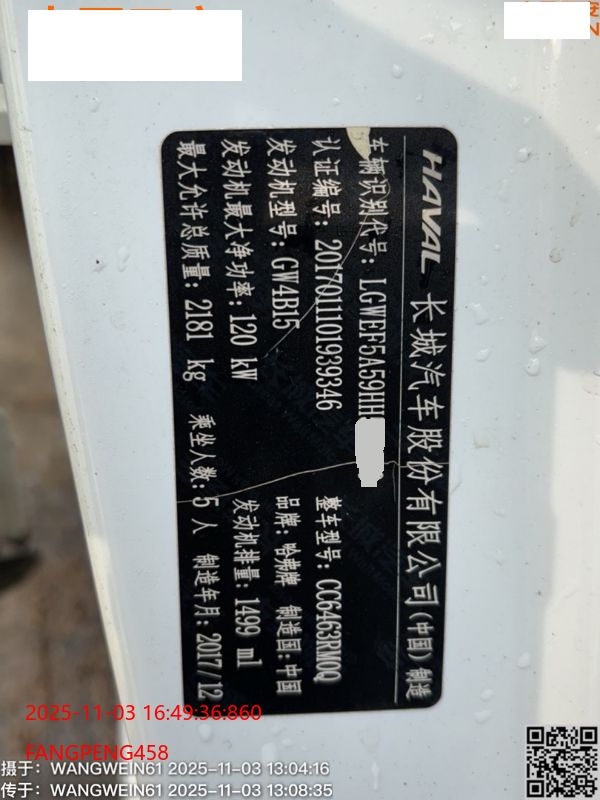 HAVAL 长城汽车股份有限公司(中国)制造
车辆识别代号: LGWEF5A59HH
整车型号: CC6463RM0Q
认证编号: 2017011101939346
品牌: 哈弗牌 制造国: 中国
发动机型号: GW4B15
发动机排量: 1499 ml
发动机最大净功率: 120 kW
乘坐人数: 5 人 制造年月: 2017/12
最大允许总质量: 2181 kg
2025-11-03 16:49:36:860
FANGPENG458
摄于: WANGWEIN61 2025-11-03 13:04:16
传于: WANGWEIN61 2025-11-03 13:08:35